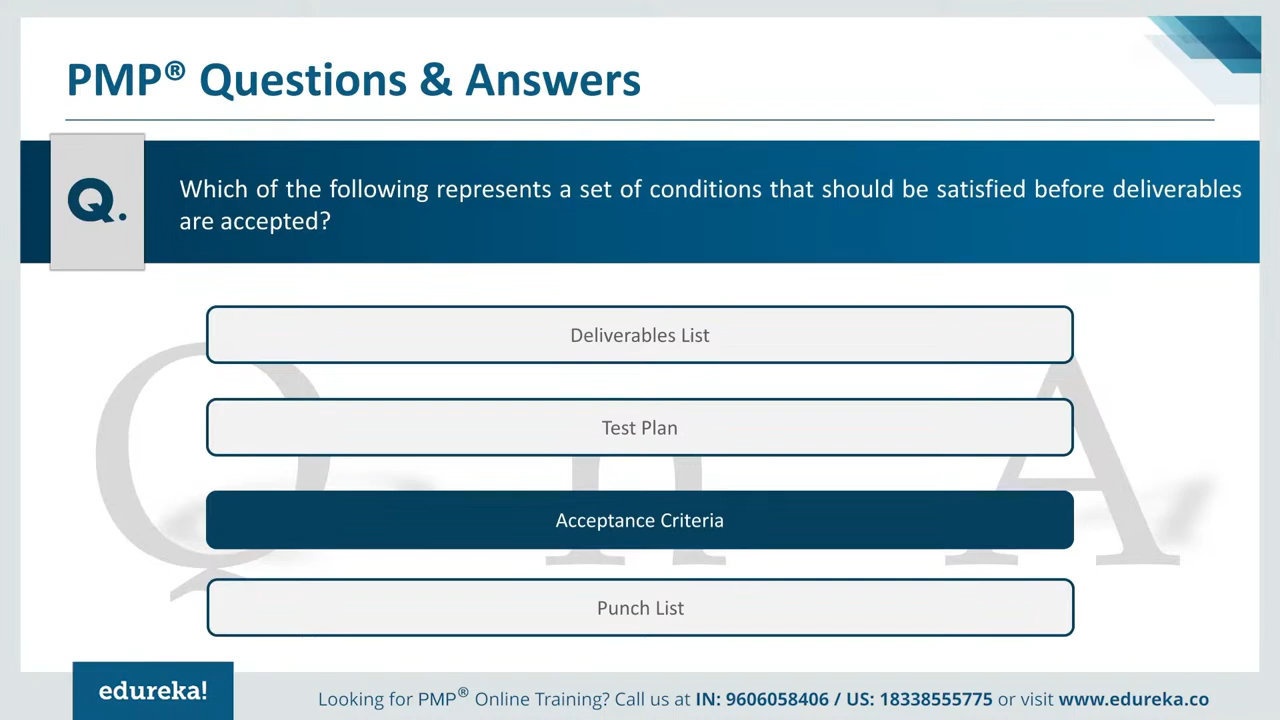 PMP® Questions & Answers
Q.
Which of the following represents a set of conditions that should be satisfied before deliverables
are accepted?
Deliverables List
Test Plan
Acceptance Criteria
Punch List
Q n A
edureka!
Looking for PMP® Online Training? Call us at IN: 9606058406 / US: 18338555775 or visit www.edureka.co